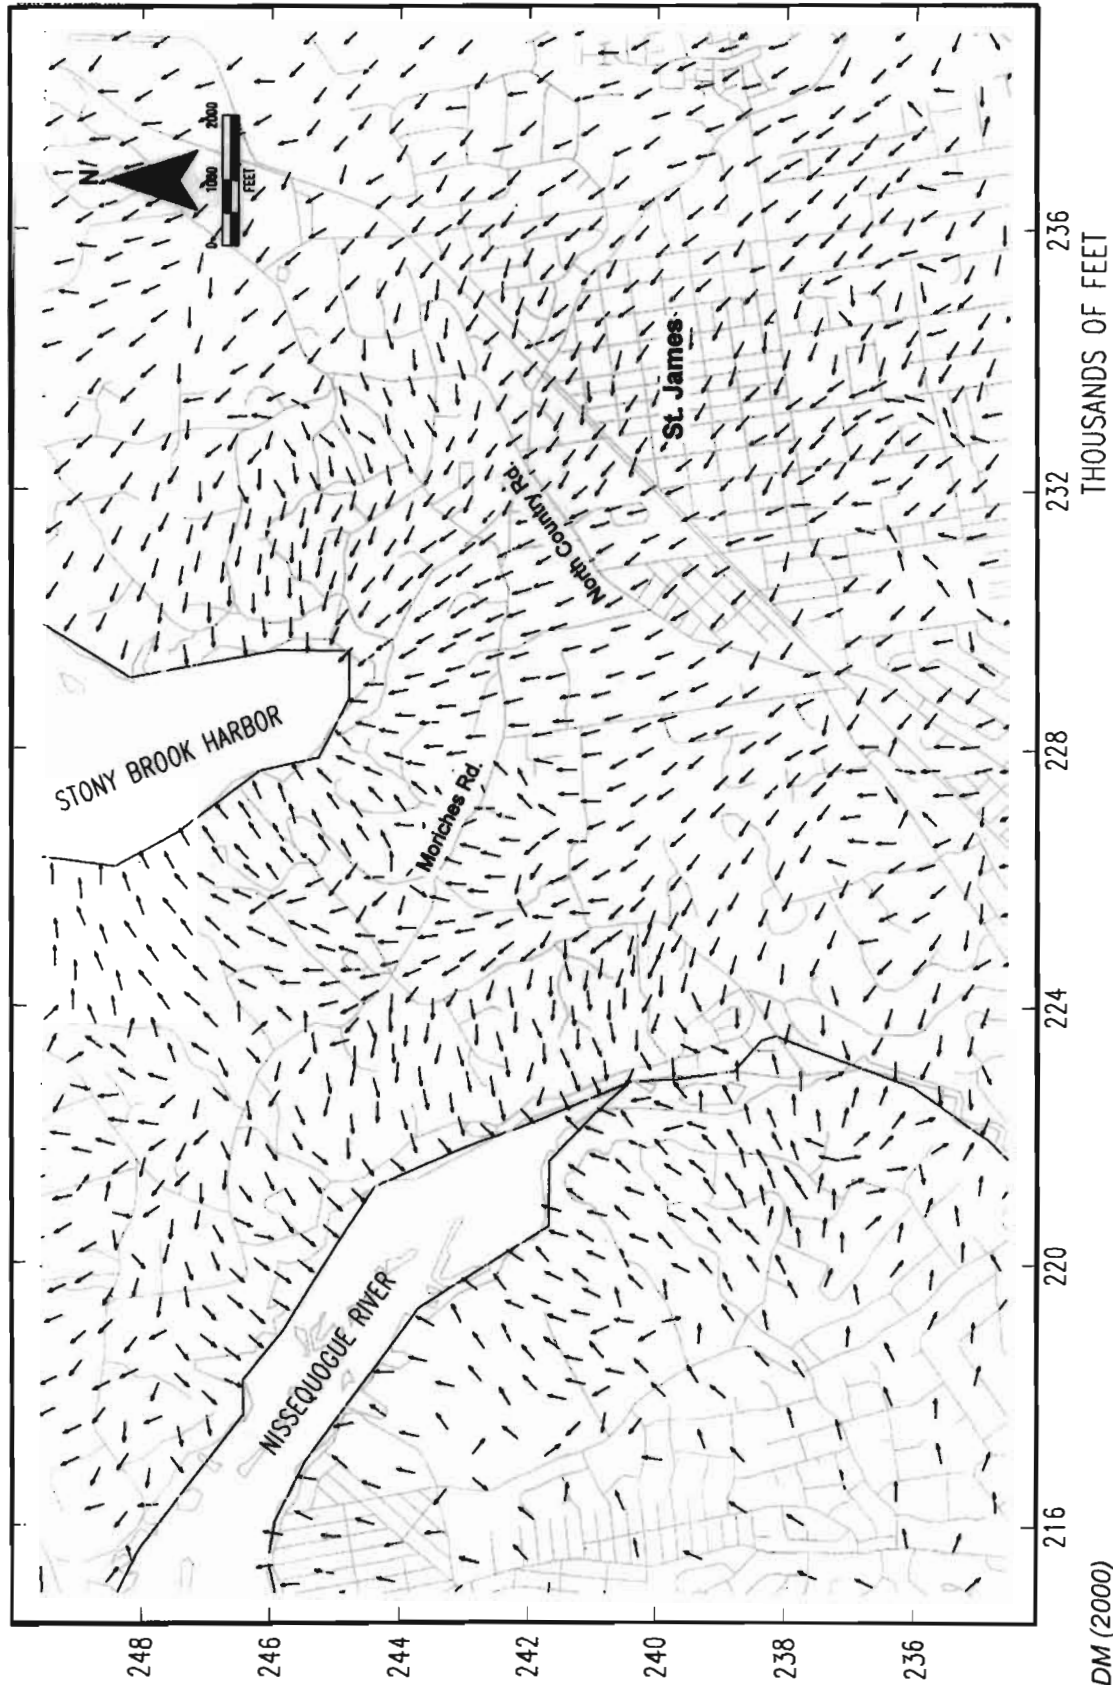 N
0
1000
2000
FEET
STONY BROOK HARBOR
St. James
North Country Rd.
Moriches Rd.
NISSEQUOGUE RIVER
248
246
244
242
240
238
236
216
220
224
228
232
236
THOUSANDS OF FEET
DM (2000)